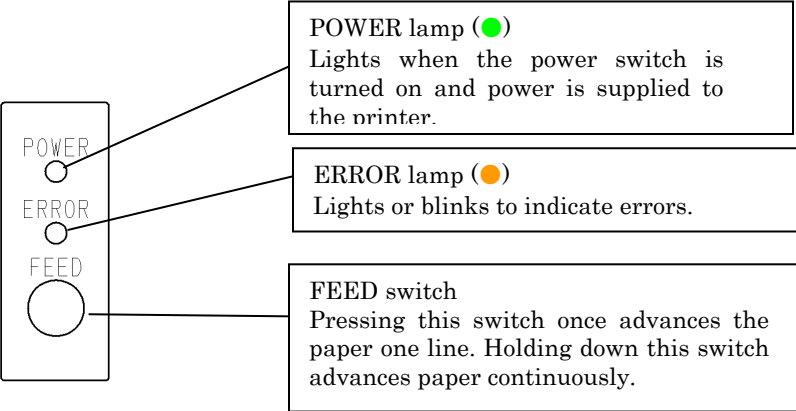 POWER
ERROR
FEED
POWER lamp (●)
Lights when the power switch is
turned on and power is supplied to
the printer.
ERROR lamp (●)
Lights or blinks to indicate errors.
FEED switch
Pressing this switch once advances the
paper one line. Holding down this switch
advances paper continuously.